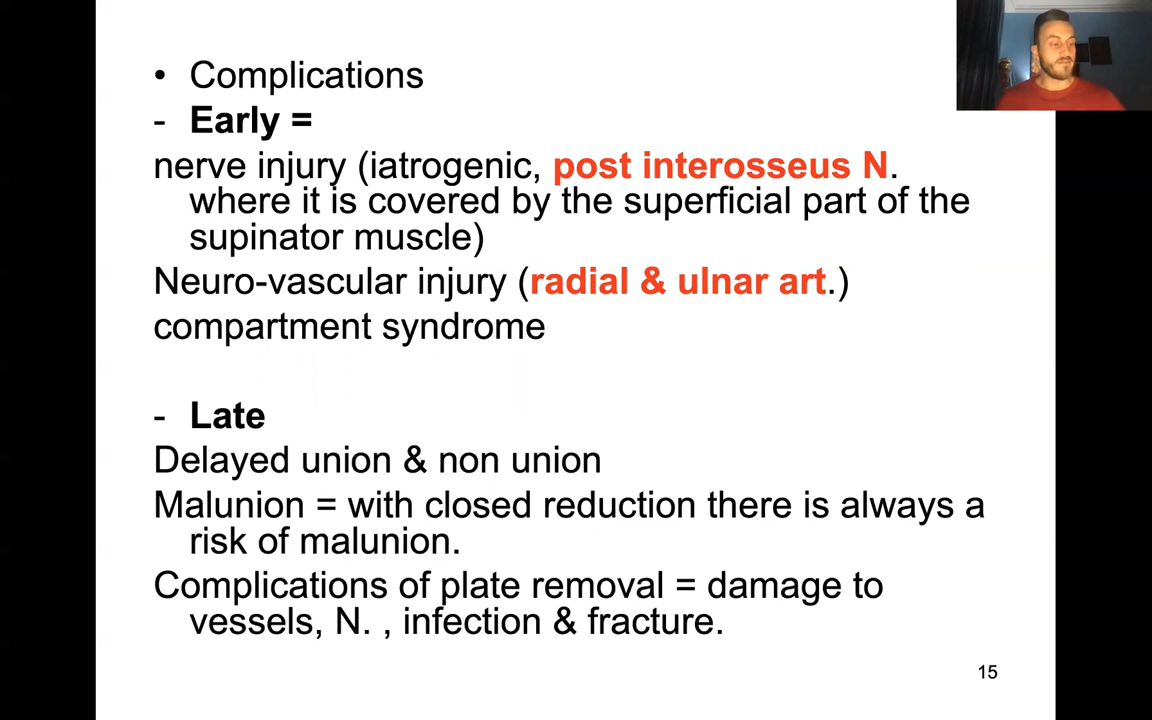 • Complications
- Early =
nerve injury (iatrogenic, post interosseus N.
where it is covered by the superficial part of the
supinator muscle)
Neuro-vascular injury (radial & ulnar art.)
compartment syndrome
- Late
Delayed union & non union
Malunion = with closed reduction there is always a
risk of malunion.
Complications of plate removal = damage to
vessels, N. , infection & fracture.
15